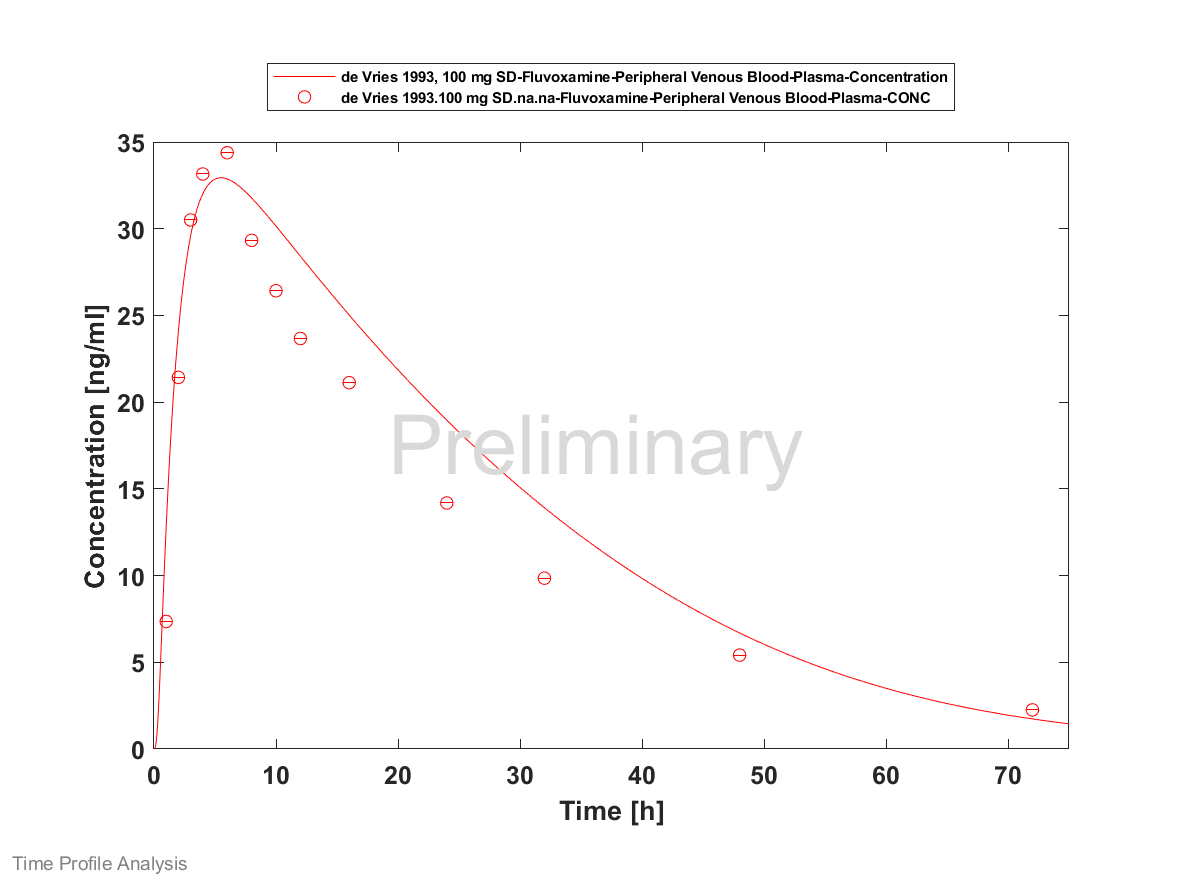 de Vries 1993, 100 mg SD-Fluvoxamine-Peripheral Venous Blood-Plasma-Concentration
de Vries 1993.100 mg SD.na.na-Fluvoxamine-Peripheral Venous Blood-Plasma-CONC
35
30
25
20
15
10
5
0
Concentration [ng/ml]
Preliminary
0 10 20 30 40 50 60 70
Time [h]
Time Profile Analysis